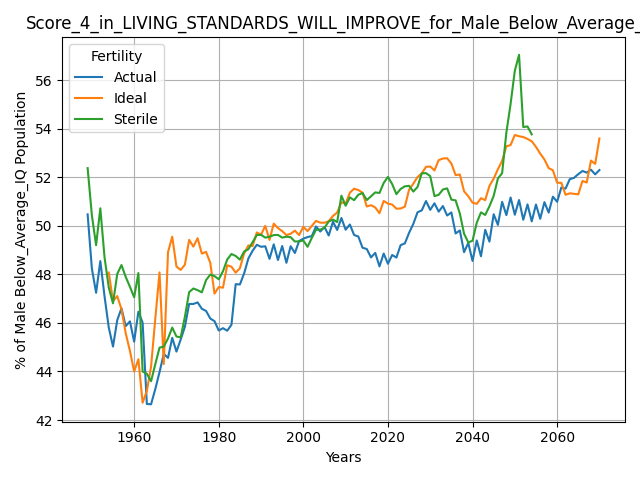 Score_4_in_LIVING_STANDARDS_WILL_IMPROVE_for_Male_Below_Average_
Fertility
Actual
Ideal
Sterile
% of Male Below_Average_IQ Population
56
54
52
50
48
46
44
42
1960
1980
2000
2020
2040
2060
Years